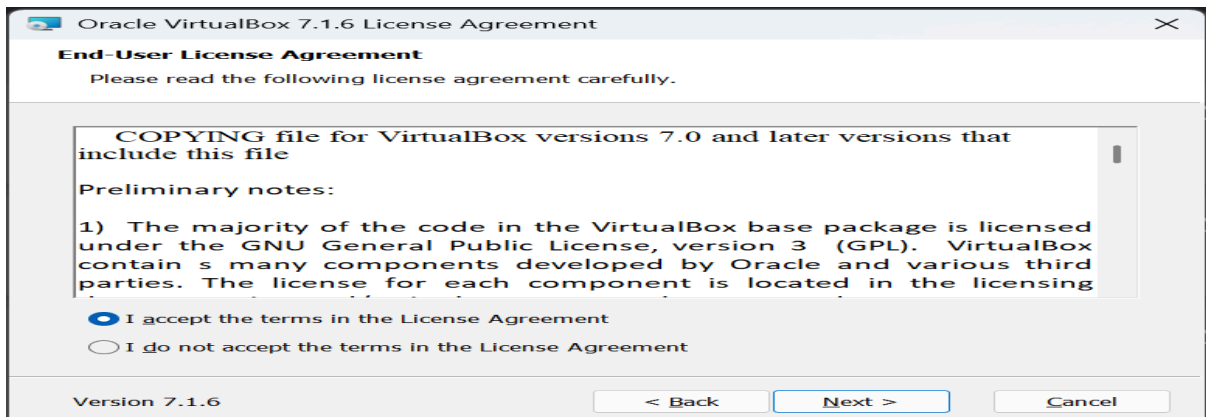 Oracle VirtualBox 7.1.6 License Agreement
End-User License Agreement
Please read the following license agreement carefully.
COPYING file for VirtualBox versions 7.0 and later versions that
include this file
Preliminary notes:
1) The majority of the code in the VirtualBox base package is licensed
under the GNU General Public License, version 3 (GPL). VirtualBox
contain s many components developed by Oracle and various third
parties. The license for each component is located in the licensing
I accept the terms in the License Agreement
I do not accept the terms in the License Agreement
Version 7.1.6
< Back
Next >
Cancel